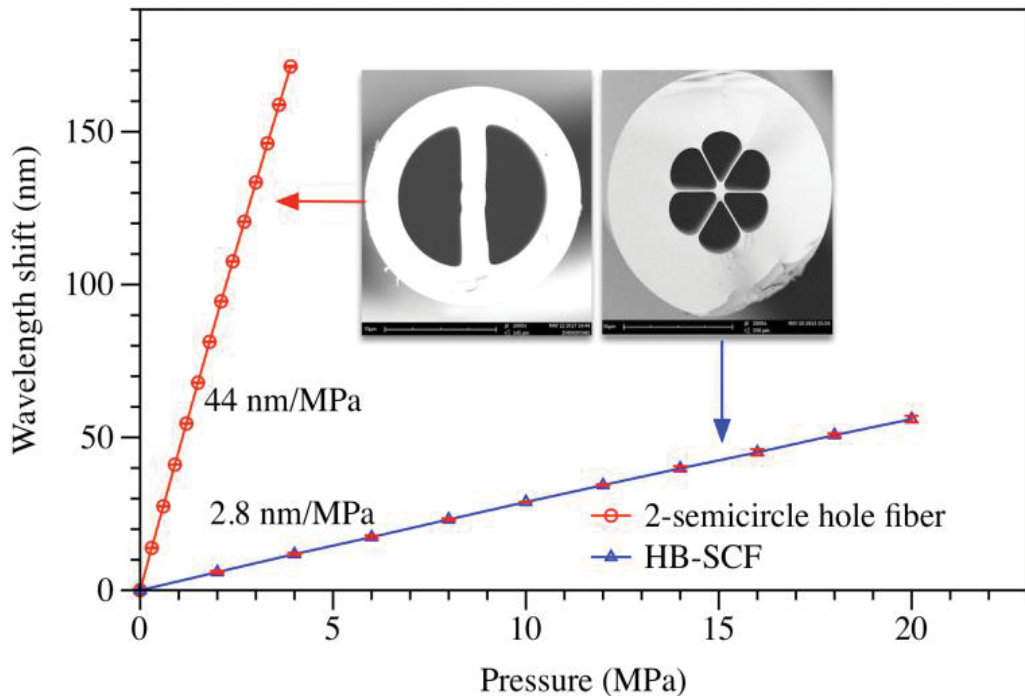 Wavelength shift (nm)
150
100
50
0
44 nm/MPa
2.8 nm/MPa
2-semicircle hole fiber
HB-SCF
0
5
10
15
20
Pressure (MPa)